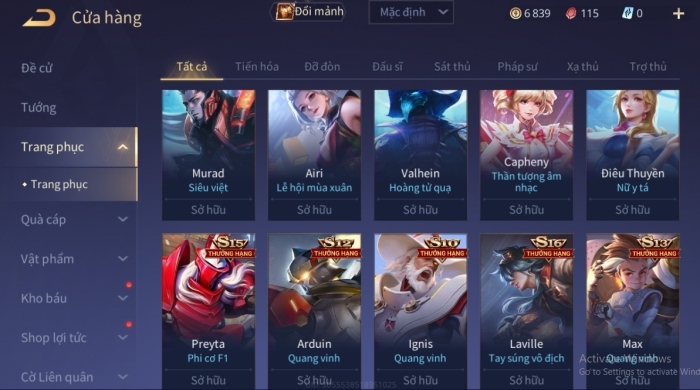 Cửa hàng
Đổi mảnh
Mặc định
6 839
115
0
Đề cử
Tướng
Trang phục
Trang phục
Quà cáp
Vật phẩm
Kho báu
Shop lợi tức
Cờ Liên quân
Tất cả
Tiến hóa
Đỡ đòn
Đấu sĩ
Sát thủ
Pháp sư
Xạ thủ
Trợ thủ
Murad
Siêu việt
Sở hữu
Airi
Lễ hội mùa xuân
Sở hữu
Valhein
Hoàng tử quạ
Sở hữu
Capheny
Thần tượng âm
nhạc
Sở hữu
Điêu Thuyền
Nữ y tá
Sở hữu
S15
THƯỞNG HẠNG
Preyta
Phi cơ F1
Sở hữu
S12
THƯỞNG HẠNG
Arduin
Quang vinh
Sở hữu
S10
THƯỞNG HẠNG
Ignis
Quang vinh
Sở hữu
S16
THƯỞNG HẠNG
Laville
Tay súng vô địch
Sở hữu
S13
THƯỞNG HẠNG
Max
Quang vinh
Sở hữu
Activate Windows
Go to Settings to activate Wind